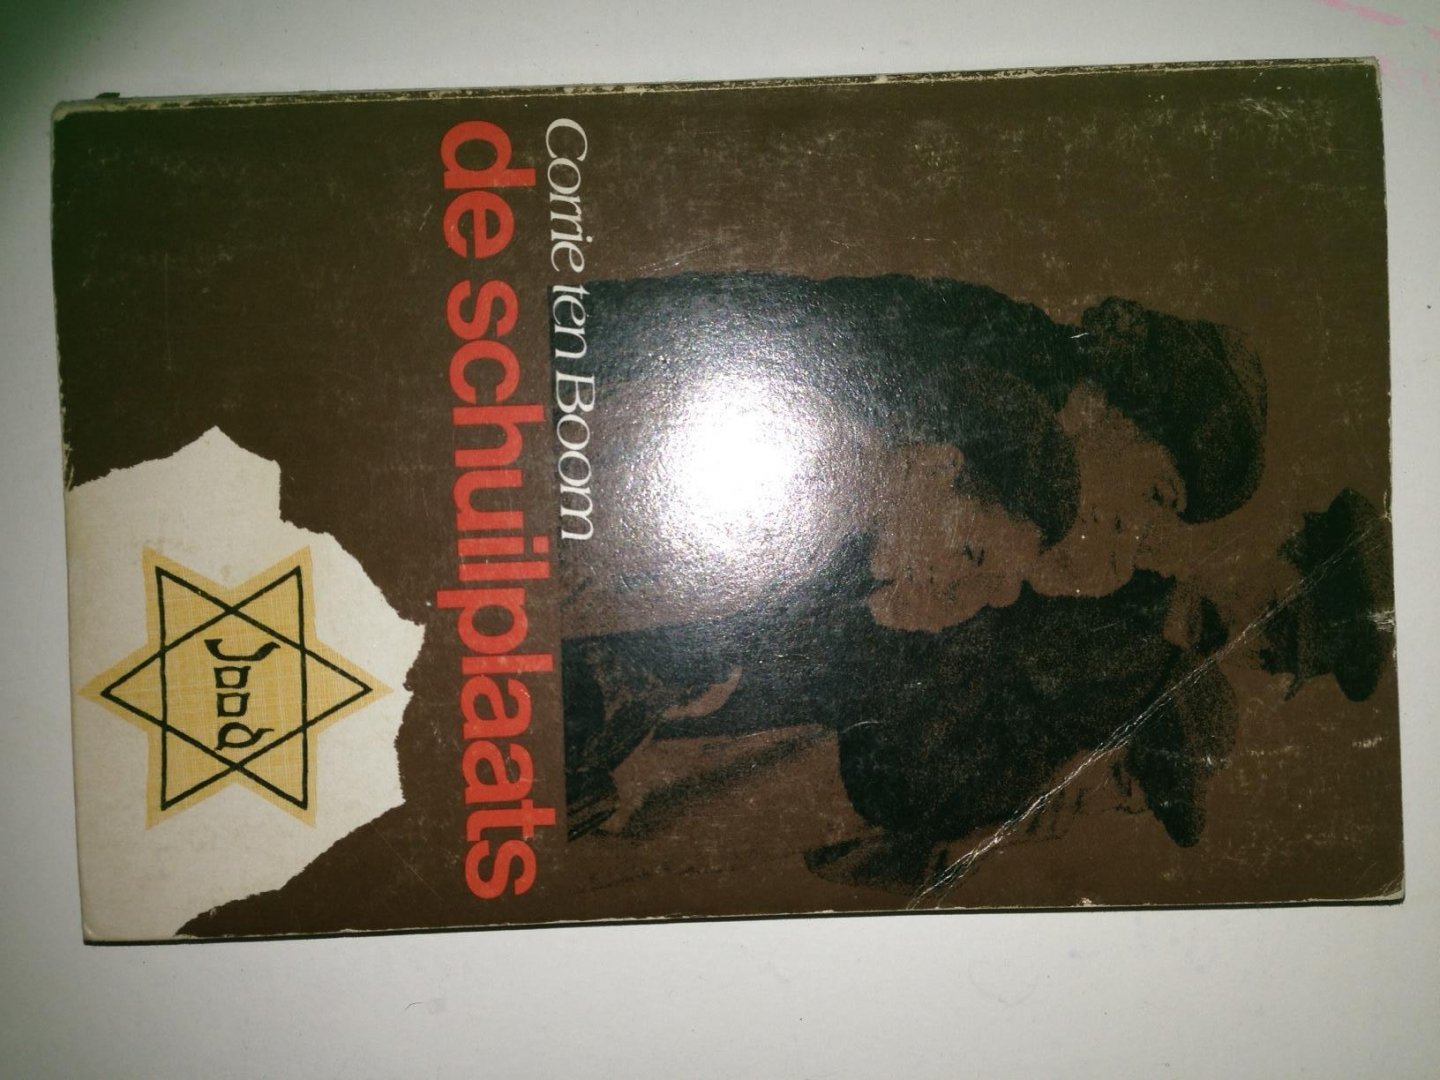 Corrie ten Boom
de schuilplaats
Jood